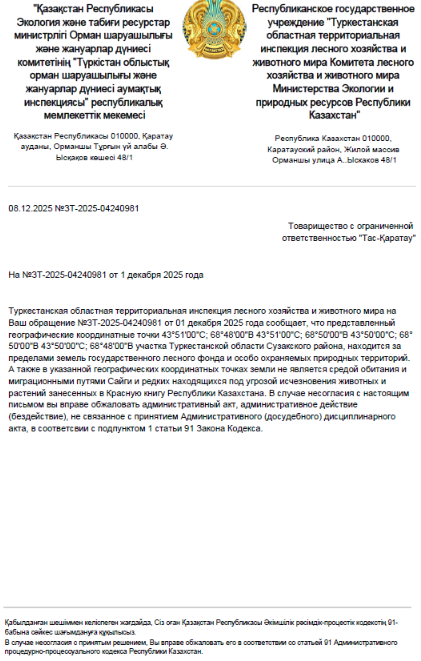 "Қазақстан Республикасы
Экология және табиғи ресурстар
министрлігі Орман шаруашылығы
және жануарлар дүниесі
комитетінің "Түркістан облыстық
орман шаруашылығы және
жануарлар дүниесі аумақтық
инспекциясы" республикалық
мемлекеттік мекемесі
Қазақстан Республикасы 010000, Қаратау
ауданы, Орманшы Тұрғын үй алабы Ә.
Ысқақов көшесі 48/1
Республиканское государственное
учреждение "Туркестанская
областная территориальная
инспекция лесного хозяйства и
животного мира Комитета лесного
хозяйства и животного мира
Министерства Экологии и
природных ресурсов Республики
Казахстан"
Республика Казахстан 010000,
Каратауский район, Жилой массив
Орманшы улица А..Ысқаков 48/1
08.12.2025 №ЗТ-2025-04240981
Товарищество с ограниченной
ответственностью "Тас-Қаратау"
На №ЗТ-2025-04240981 от 1 декабря 2025 года
Туркестанская областная территориальная инспекция лесного хозяйства и животного мира на
Ваш обращение №ЗТ-2025-04240981 от 01 декабря 2025 года сообщает, что представленный
географические координатные точки 43°51'00"С; 68°48'00"В 43°51'00"С; 68°50'00"В 43°50'00"С; 68°
50'00"В 43°50'00"С; 68°48'00"В участка Туркестанской области Сузакского района, находится за
пределами земель государственного лесного фонда и особо охраняемых природных территорий.
А также в указанной географических координатных точках земли не является средой обитания и
миграционными путями Сайги и редких находящихся под угрозой исчезновения животных и
растений занесенных в Красную книгу Республики Казахстана. В случае несогласия с настоящим
письмом вы вправе обжаловать административный акт, административное действие
(бездействие), не связанное с принятием Административного (досудебного) дисциплинарного
акта, в соответсвии с подпунктом 1 статьи 91 Закона Кодекса.
Қабылданған шешіммен келіспеген жағдайда, Сіз оған Қазақстан Республикасы Әкімшілік рәсімдік-процестік кодекстің 91-
бабына сәйкес шағымдануға құқылысыз.
В случае несогласия с принятым решением, Вы вправе обжаловать его в соответствии со статьей 91 Административного
процедурно-процессуального кодекса Республики Казахстан.